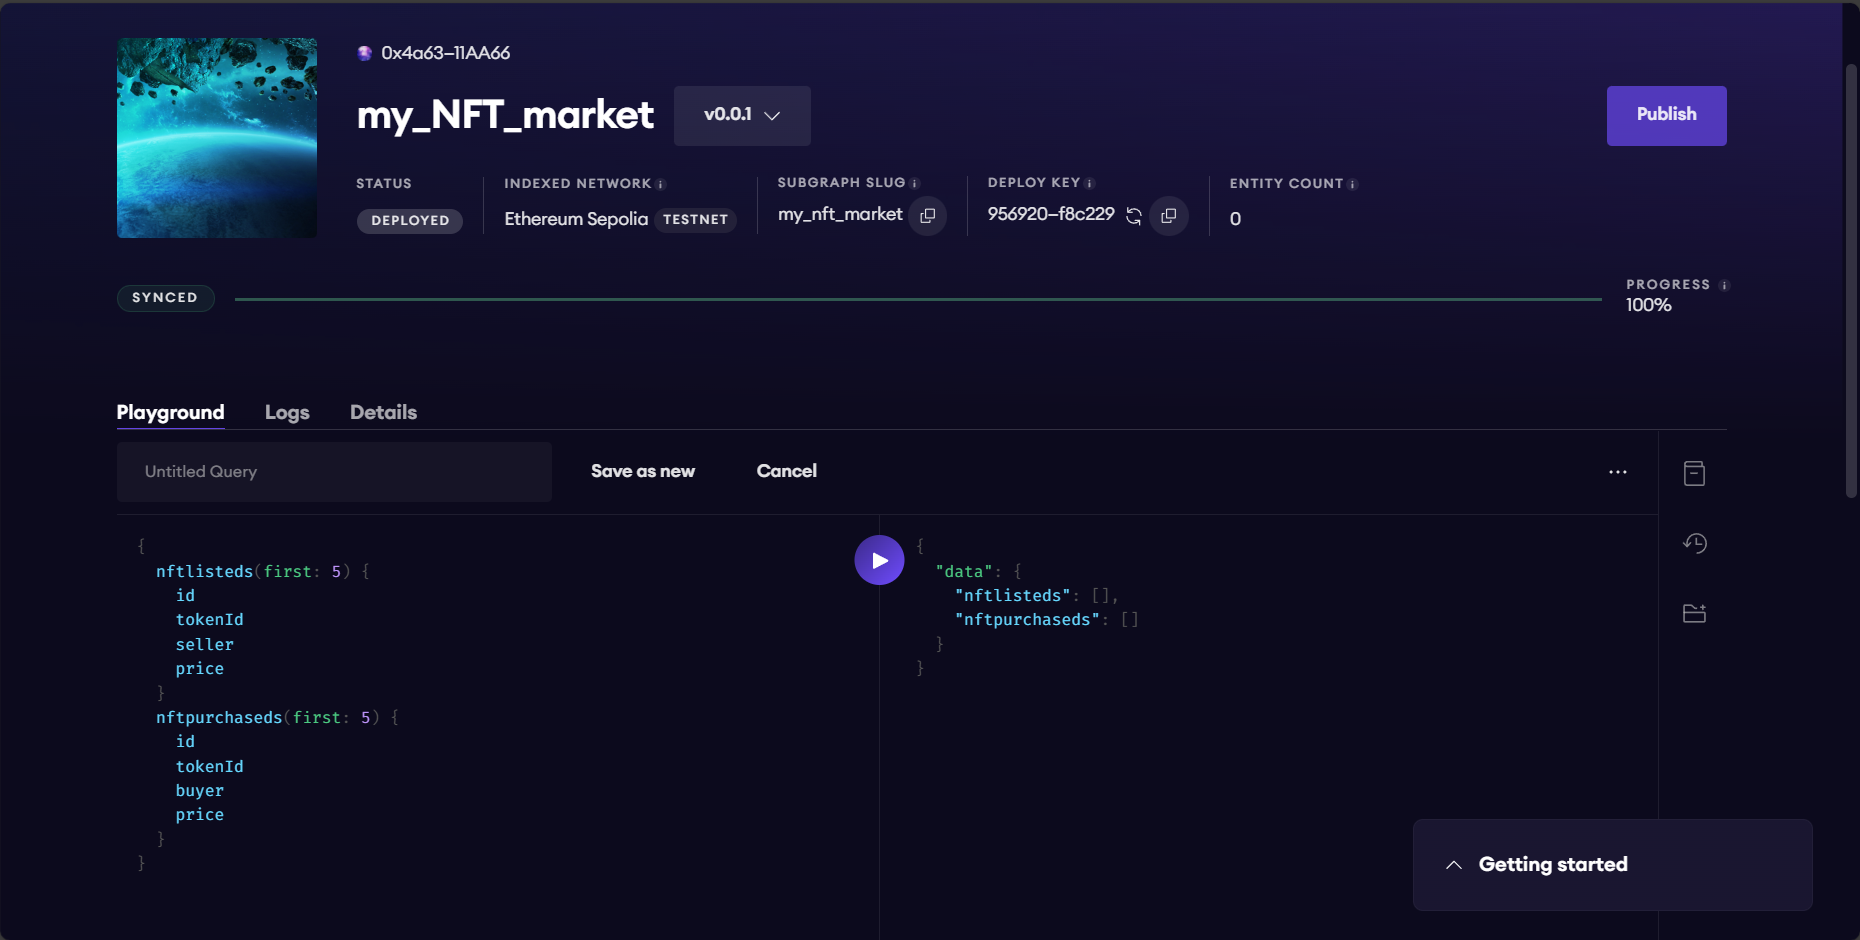 0x4a63–11AA66
my_NFT_market
v0.0.1
Publish
STATUS
DEPLOYED
INDEXED NETWORK
Ethereum Sepolia TESTNET
SUBGRAPH SLUG
my_nft_market
DEPLOY KEY
956920–f8c229
ENTITY COUNT
0
SYNCED
PROGRESS
100%
Playground Logs Details
Untitled Query
Save as new
Cancel
{
nftlisteds(first: 5) {
id
tokenId
seller
price
}
nftpurchaseds(first: 5) {
id
tokenId
buyer
price
}
}
{
"data": {
"nftlisteds": [],
"nftpurchaseds": []
}
}
Getting started